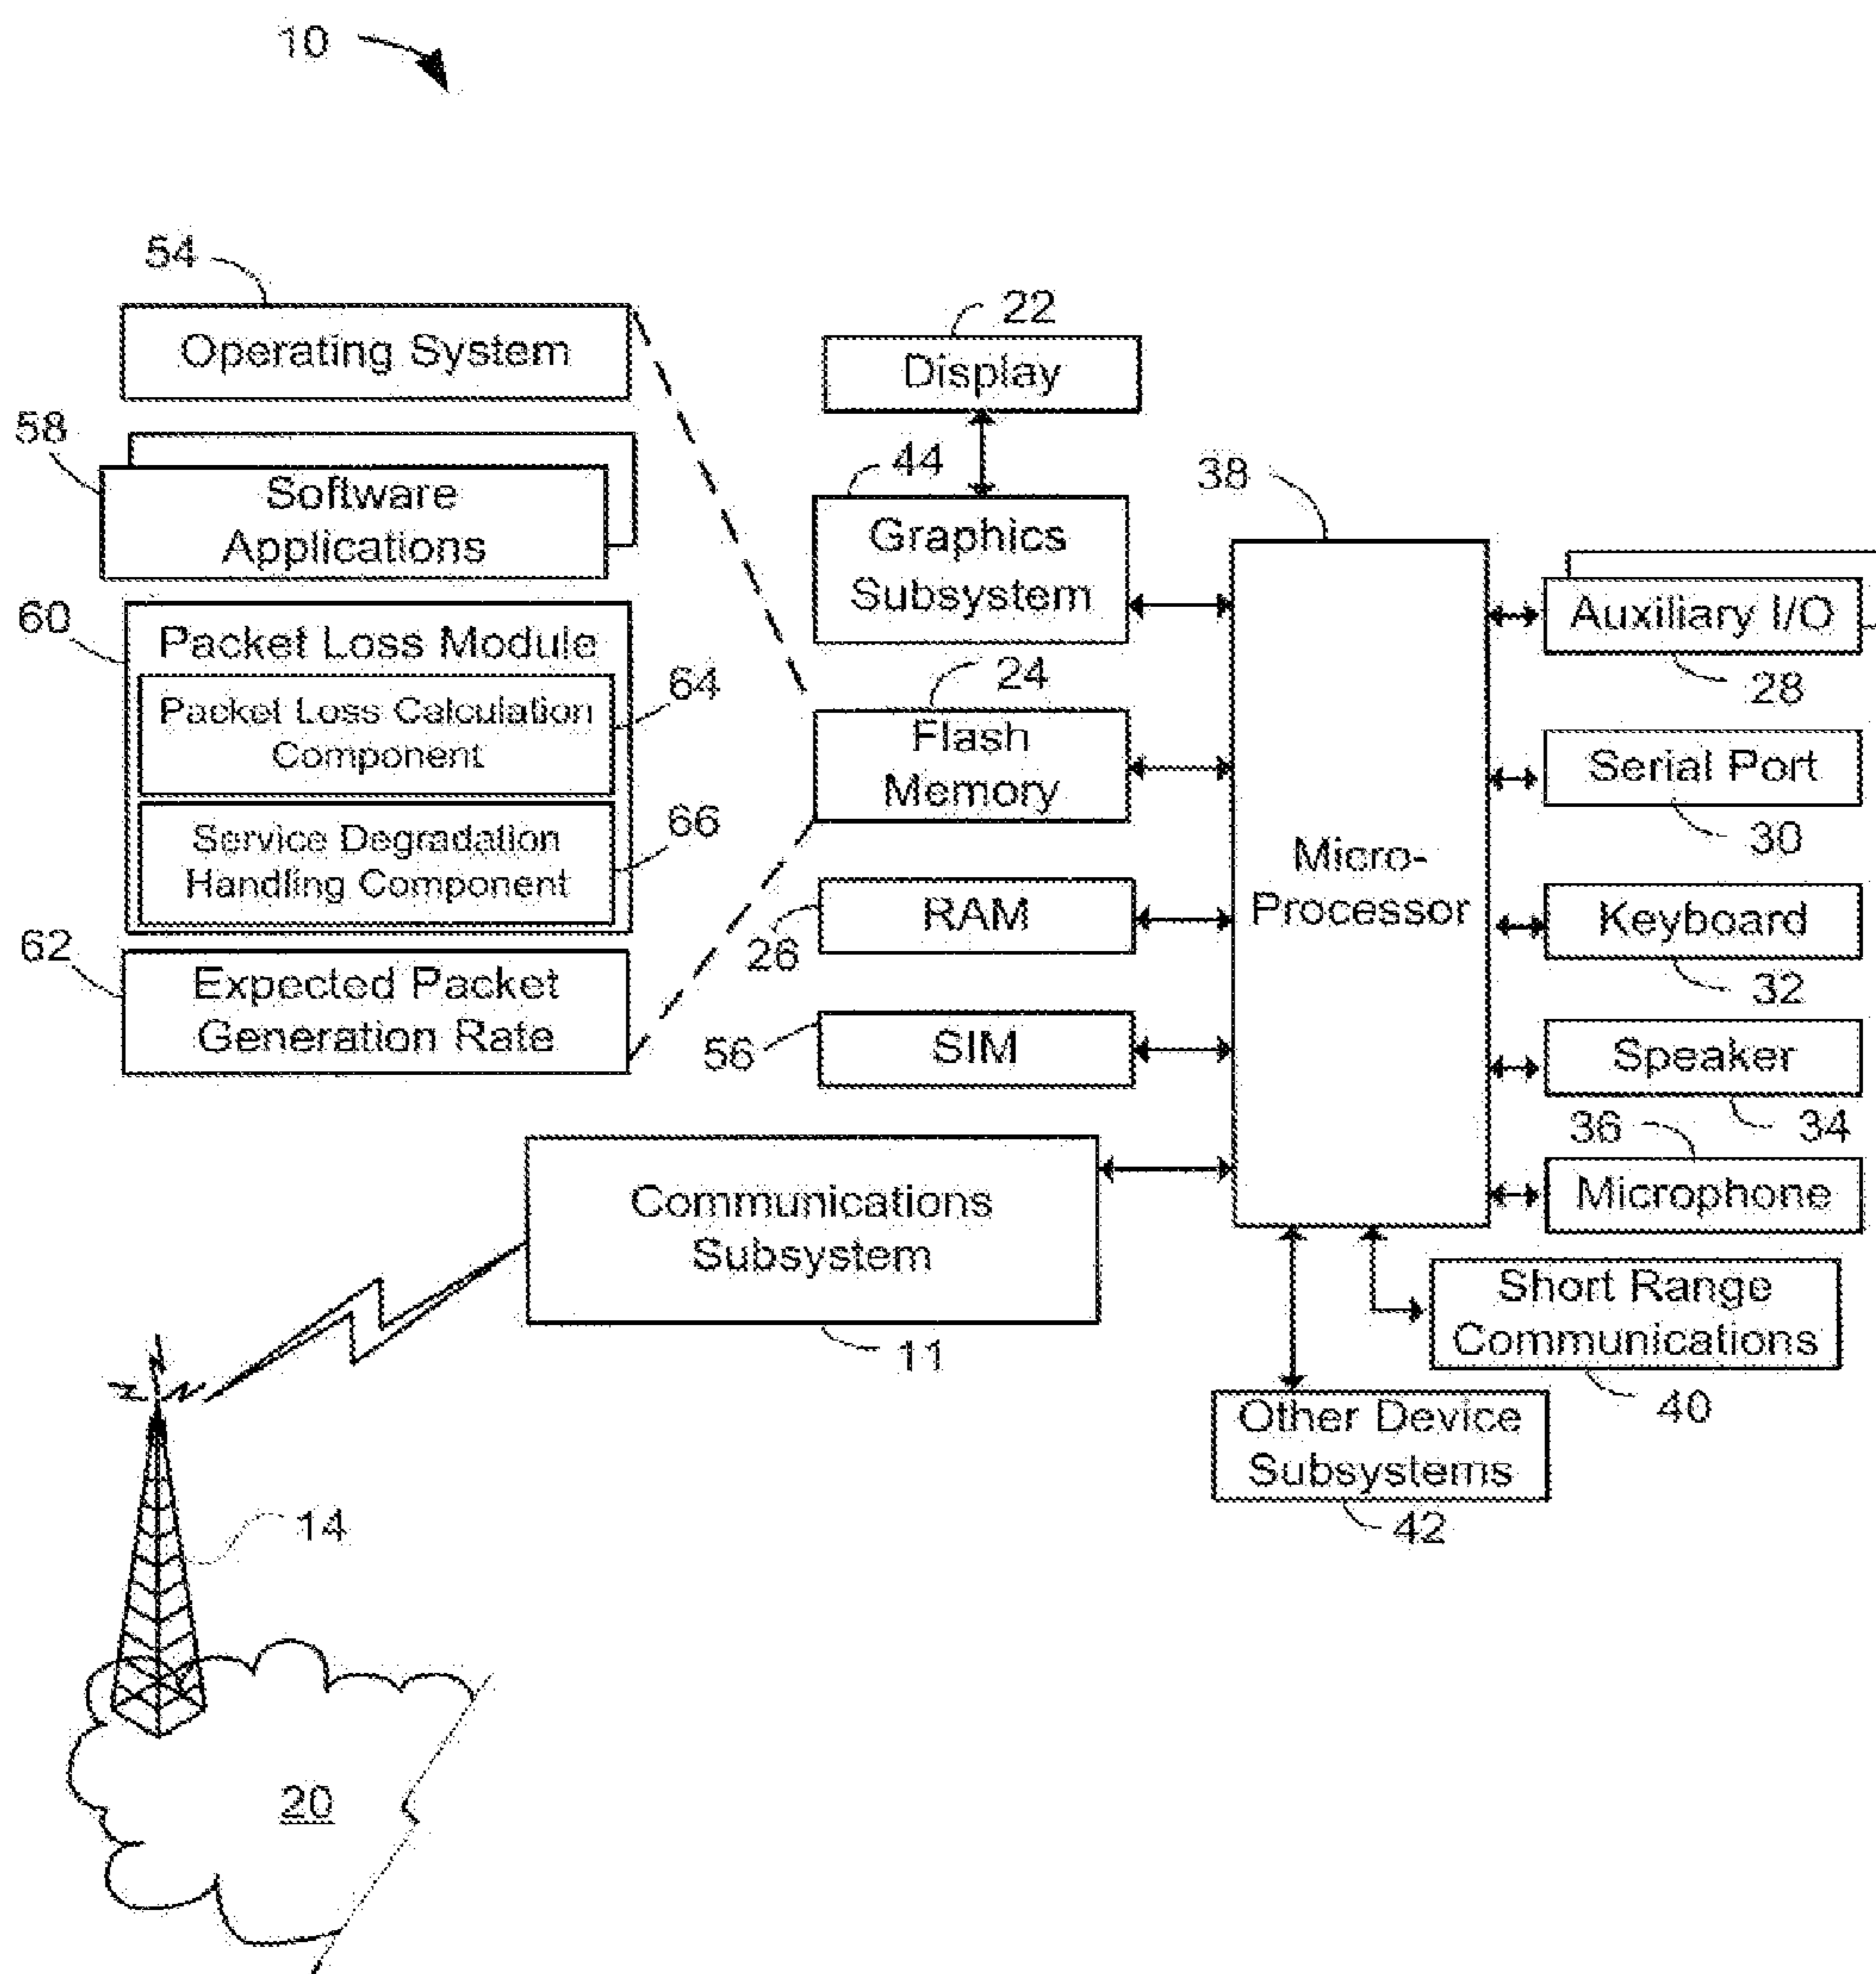 10
54
Operating System
58
Software
Applications
60
Packet Loss Module
Packet Loss Calculation
Component
64
Service Degradation
Handling Component
66
62
Expected Packet
Generation Rate
22
Display
44
Graphics
Subsystem
24
Flash
Memory
RAM
26
56
SIM
Communications
Subsystem
11
38
Micro-
Processor
Auxiliary I/O
28
Serial Port
30
Keyboard
32
Speaker
34
36
Microphone
Short Range
Communications
40
Other Device
Subsystems
42
14
20